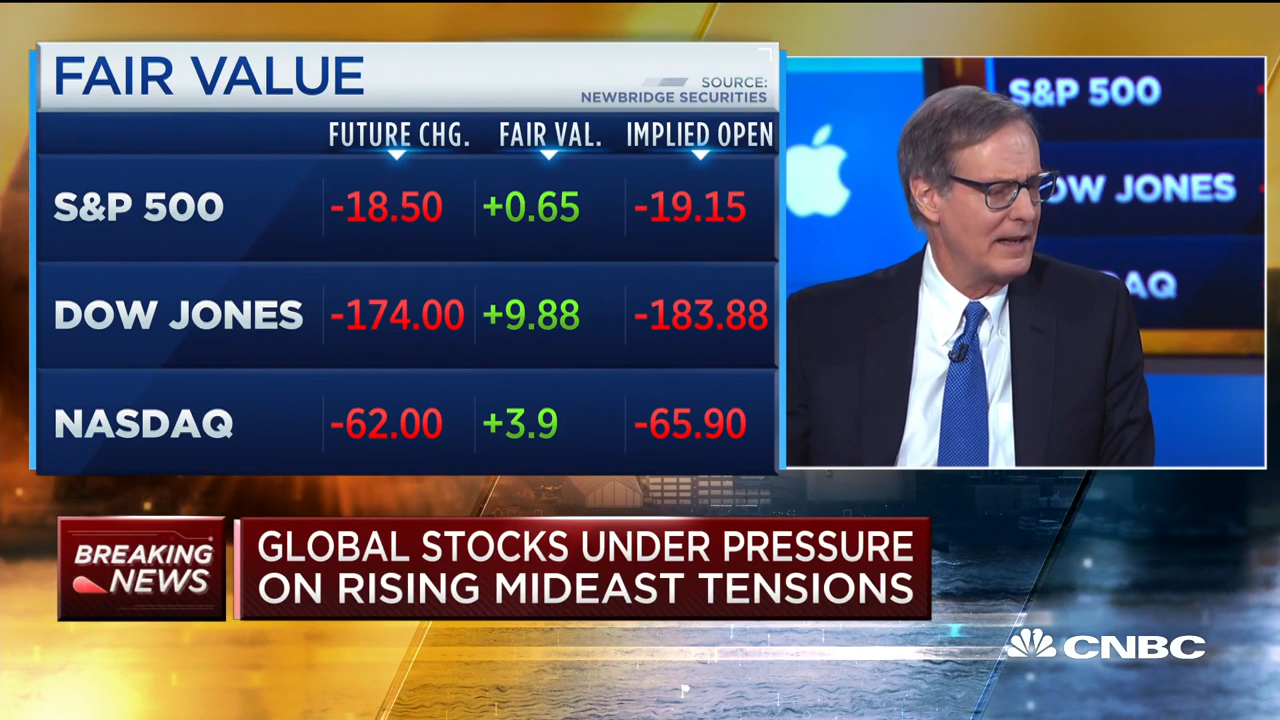 FAIR VALUE
SOURCE:
NEWBRIDGE SECURITIES
FUTURE CHG. FAIR VAL. IMPLIED OPEN
S&P 500 -18.50 +0.65 -19.15
DOW JONES -174.00 +9.88 -183.88
NASDAQ -62.00 +3.9 -65.90
S&P 500
OW JONES
DAQ
BREAKING
NEWS
GLOBAL STOCKS UNDER PRESSURE
ON RISING MIDEAST TENSIONS
CNBC
P